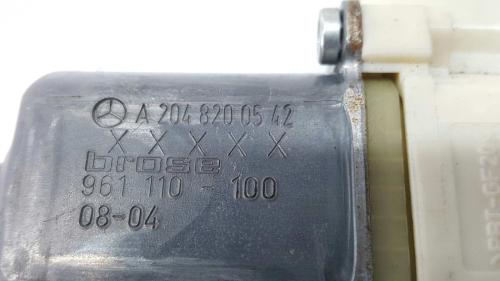 A 204 820 05 42
X X X X X
brose
961 110 - 100
08-04